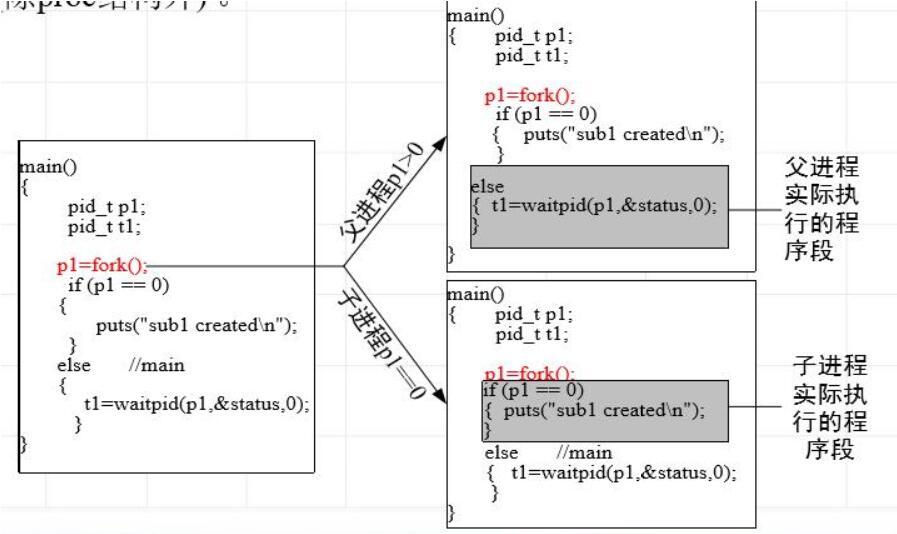 除proc结构外)。
main()
{
pid_t p1;
pid_t t1;
p1=fork();
if (p1 == 0)
{
puts("sub1 created\n");
}
else //main
{
t1=waitpid(p1,&status,0);
}
}
父进程p1>0
子进程p1==0
main()
{ pid_t p1;
pid_t t1;
p1=fork();
if (p1 == 0)
{ puts("sub1 created\n");
}
else
{ t1=waitpid(p1,&status,0);
}
}
父进程
实际执
行的程
序段
main()
{ pid_t p1;
pid_t t1;
p1=fork();
if (p1 == 0)
{ puts("sub1 created\n");
}
else //main
{ t1=waitpid(p1,&status,0);
}
}
子进程
实际执
行的程
序段